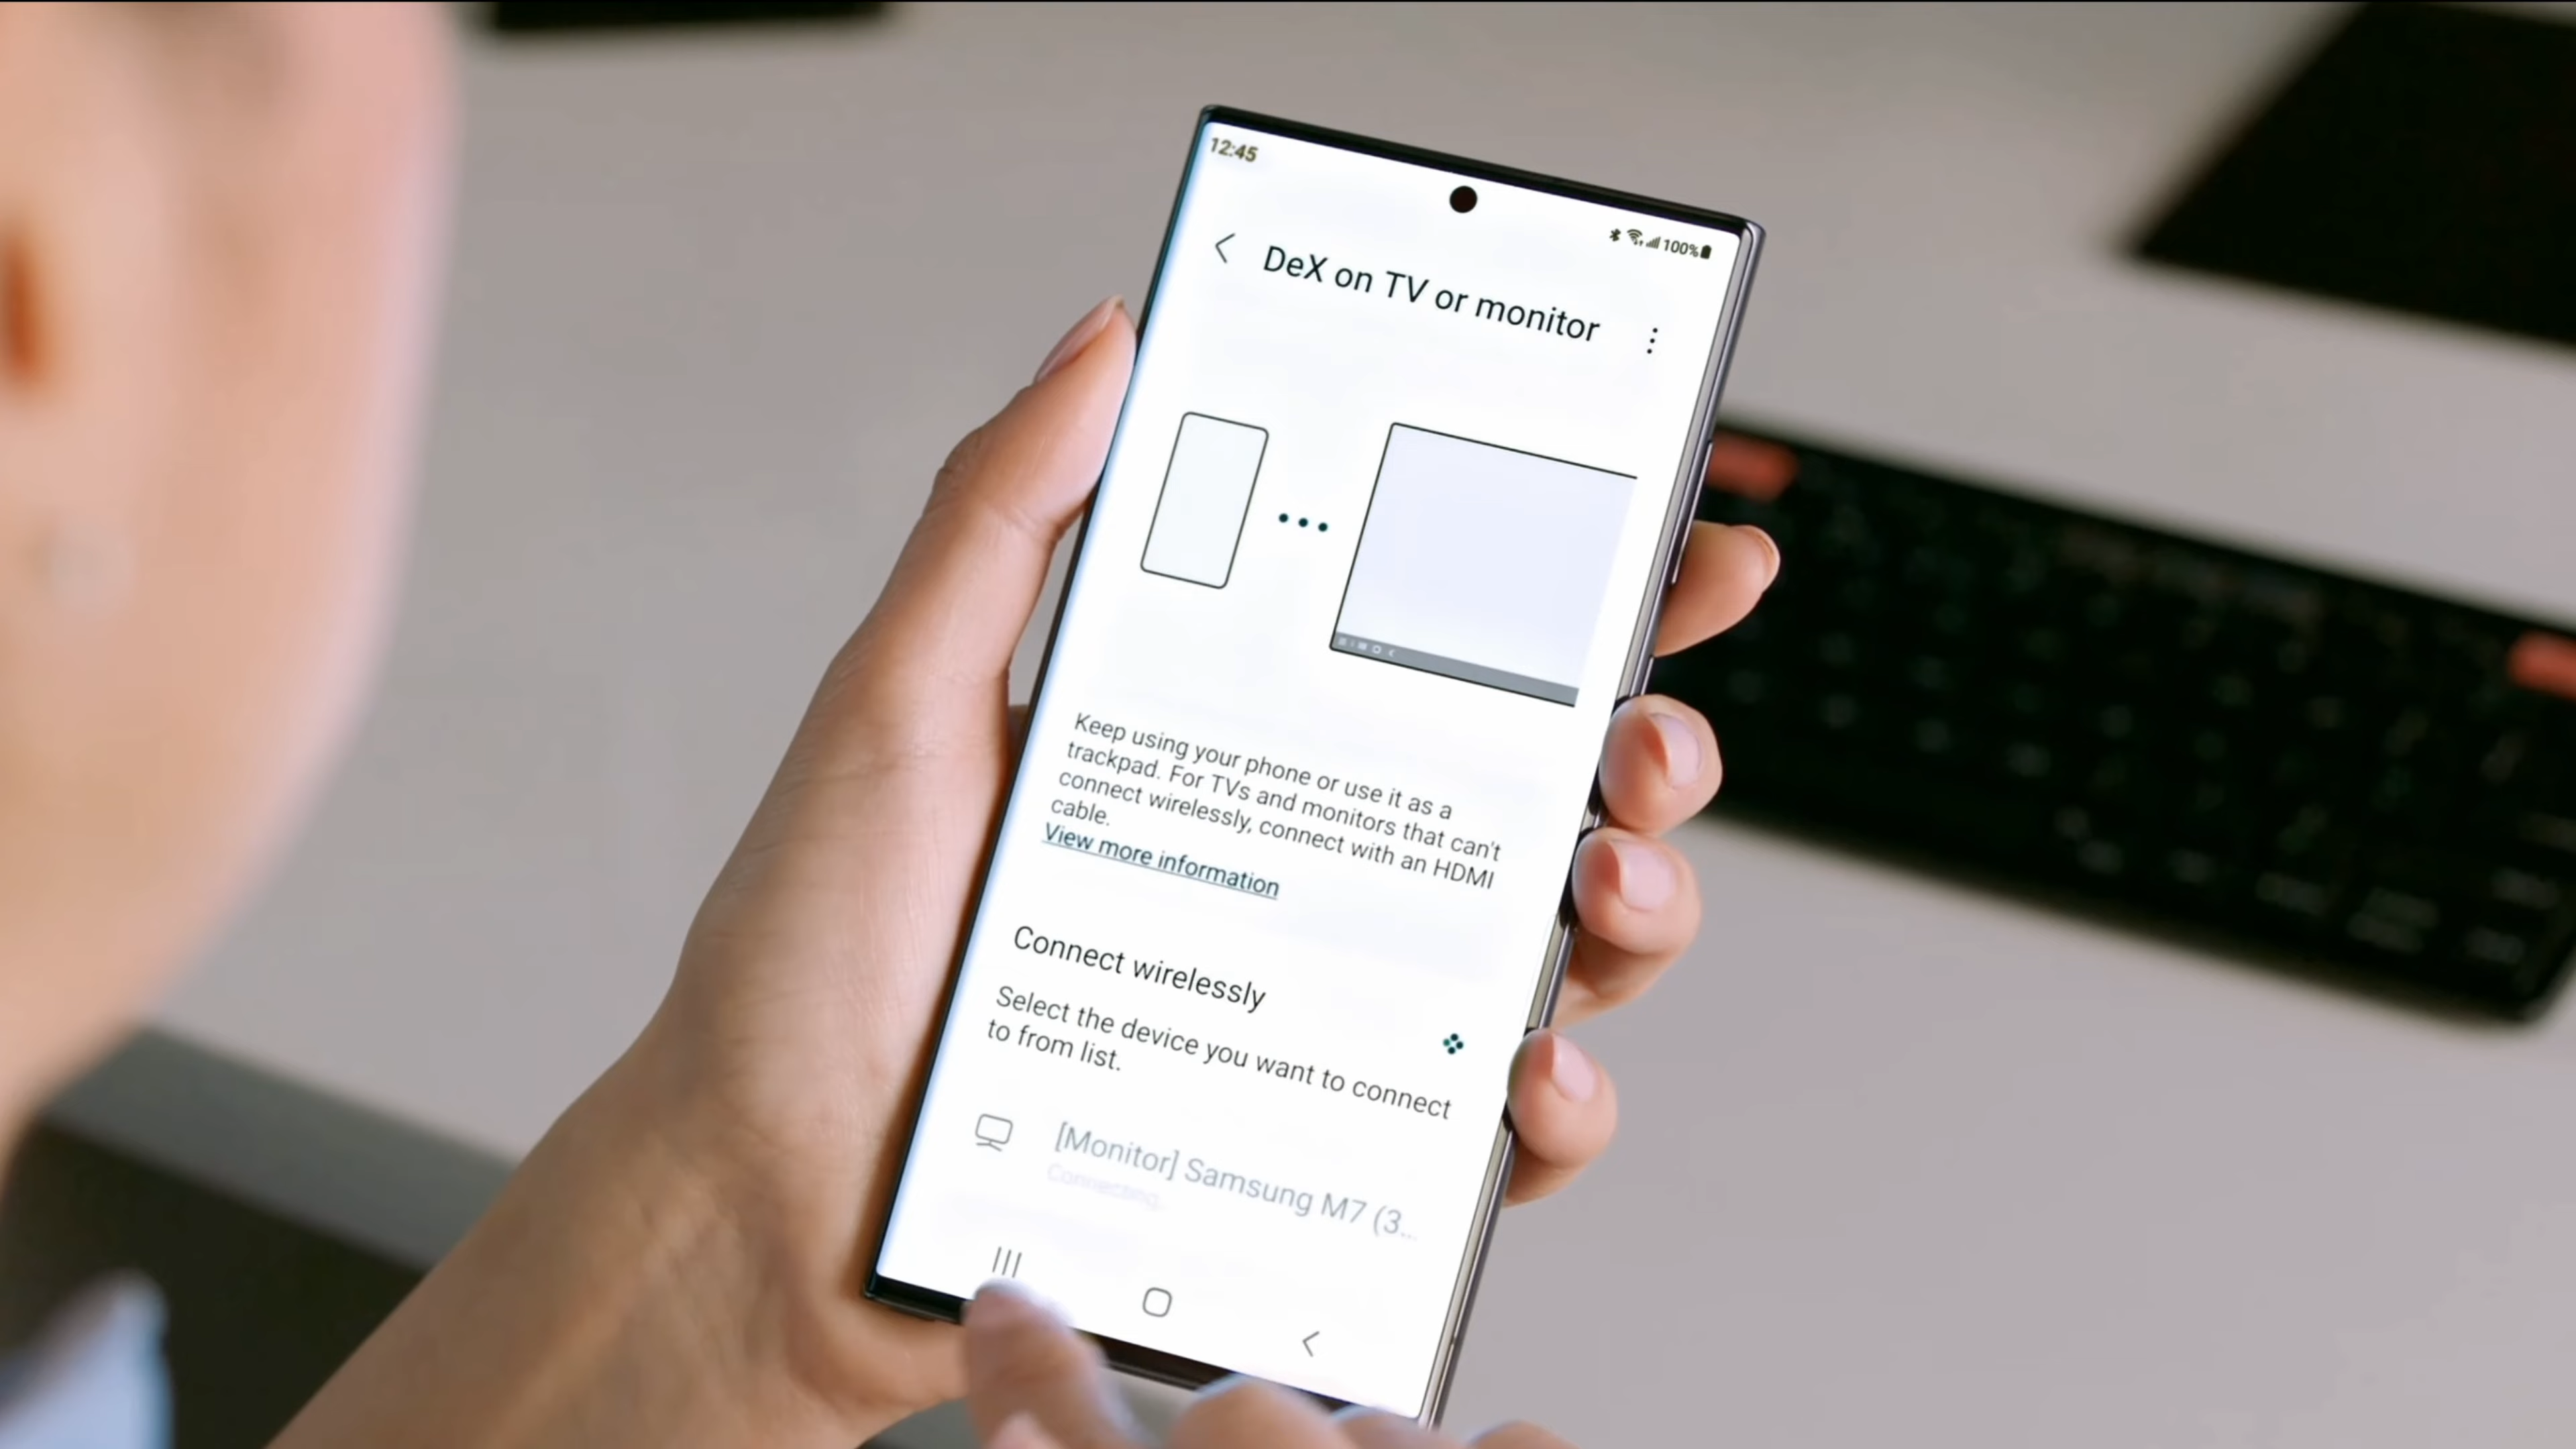 12:45
100%
DeX on TV or monitor
Keep using your phone or use it as a
trackpad. For TVs and monitors that can't
connect wirelessly, connect with an HDMI
cable.
View more information
Connect wirelessly
Select the device you want to connect
to from list.
[Monitor] Samsung M7 (3...
Connecting...